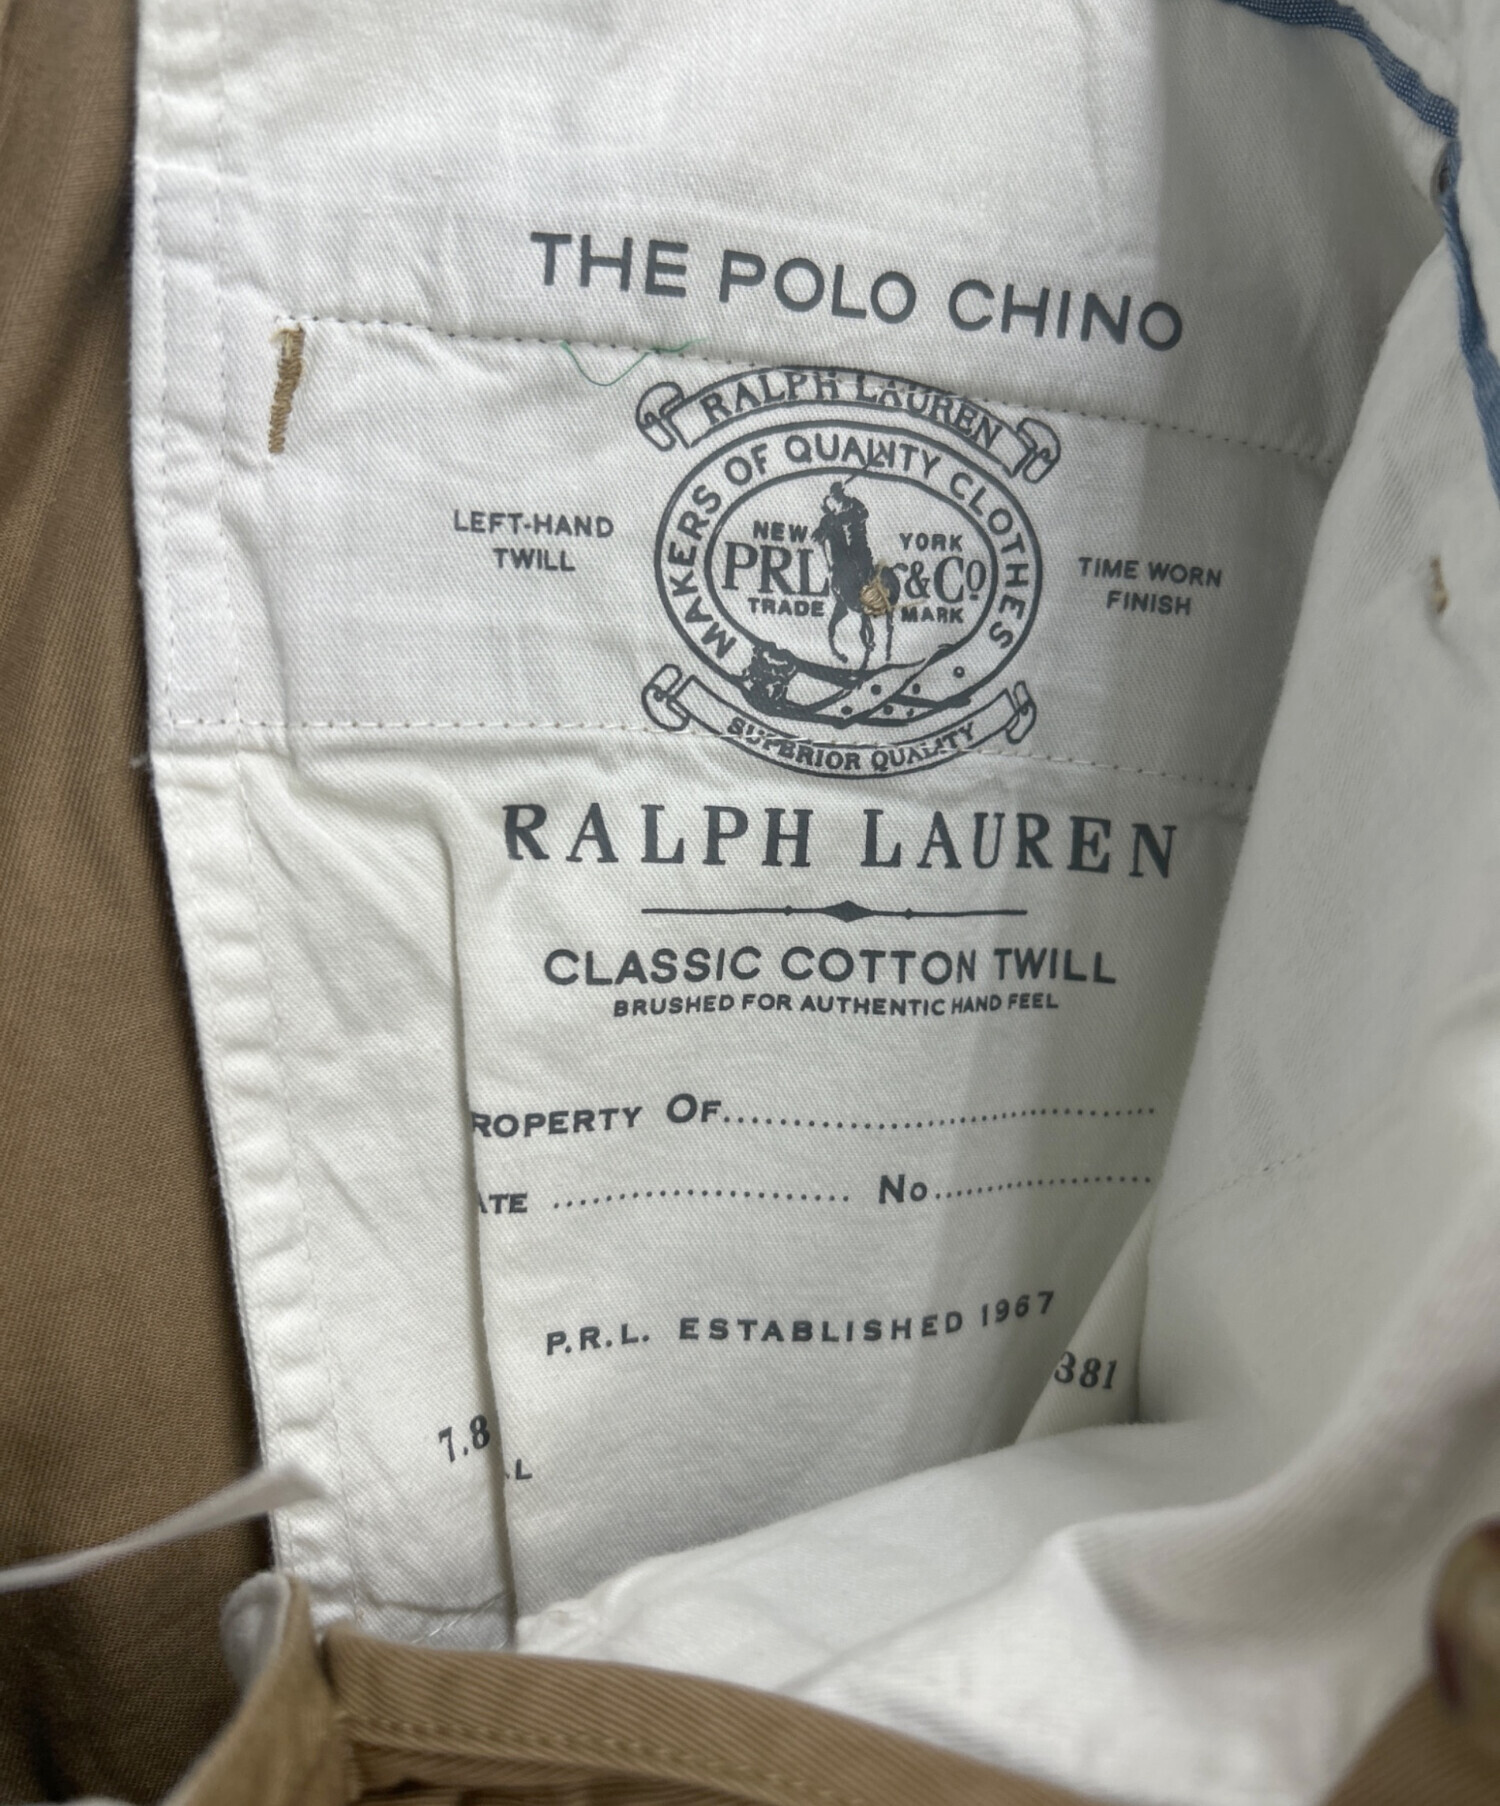 THE POLO CHINO
RALPH LAUREN
MAKERS OF QUALITY CLOTHES
LEFT-HAND
TWILL
NEW YORK
PRL &Co
TRADE MARK
TIME WORN
FINISH
SUPERIOR QUALITY
RALPH LAUREN
CLASSIC COTTON TWILL
BRUSHED FOR AUTHENTIC HAND FEEL
ROPERTY OF
ATE No
P.R.L. ESTABLISHED 1967
381
7.8
L